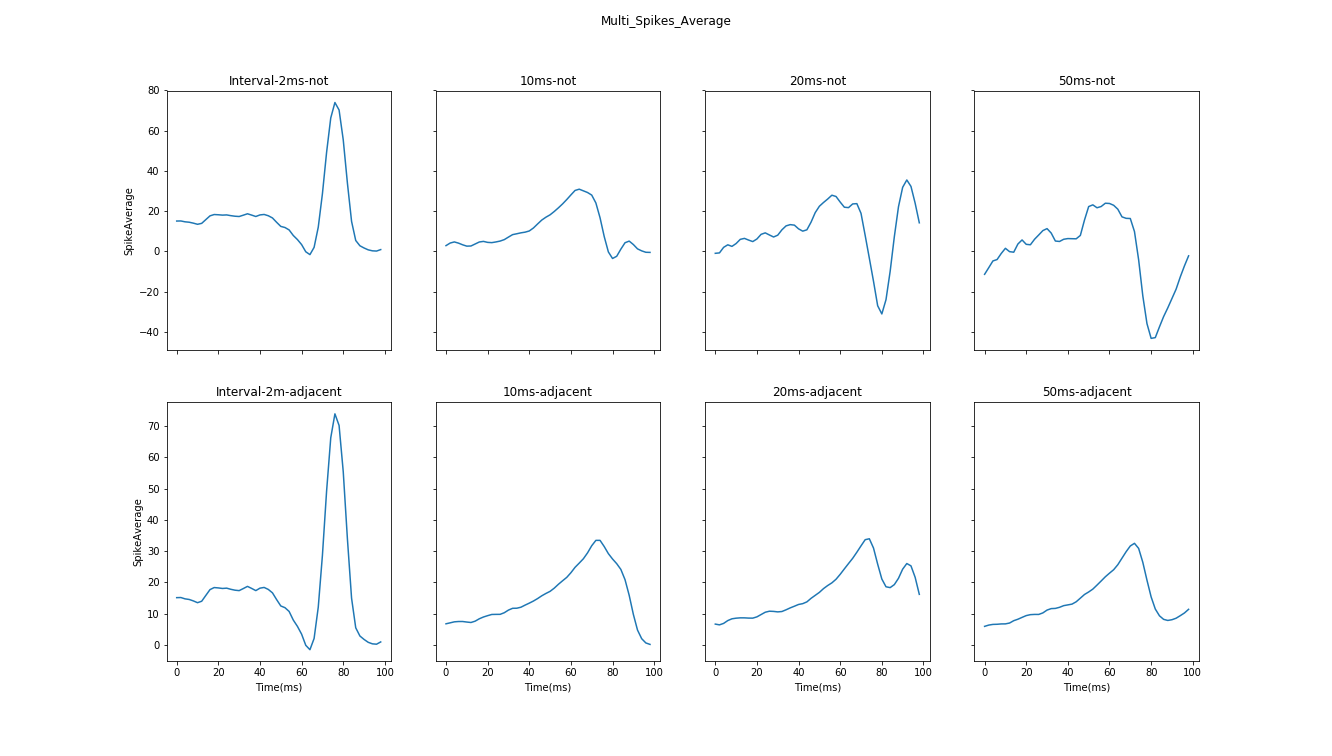 Multi_Spikes_Average
Interval-2ms-not 10ms-not 20ms-not 50ms-not
80
60
40
20
0
−20
−40
SpikeAverage
Interval-2m-adjacent 10ms-adjacent 20ms-adjacent 50ms-adjacent
70
60
50
40
30
20
10
0
SpikeAverage
0 20 40 60 80 100 0 20 40 60 80 100 0 20 40 60 80 100 0 20 40 60 80 100
Time(ms) Time(ms) Time(ms) Time(ms)